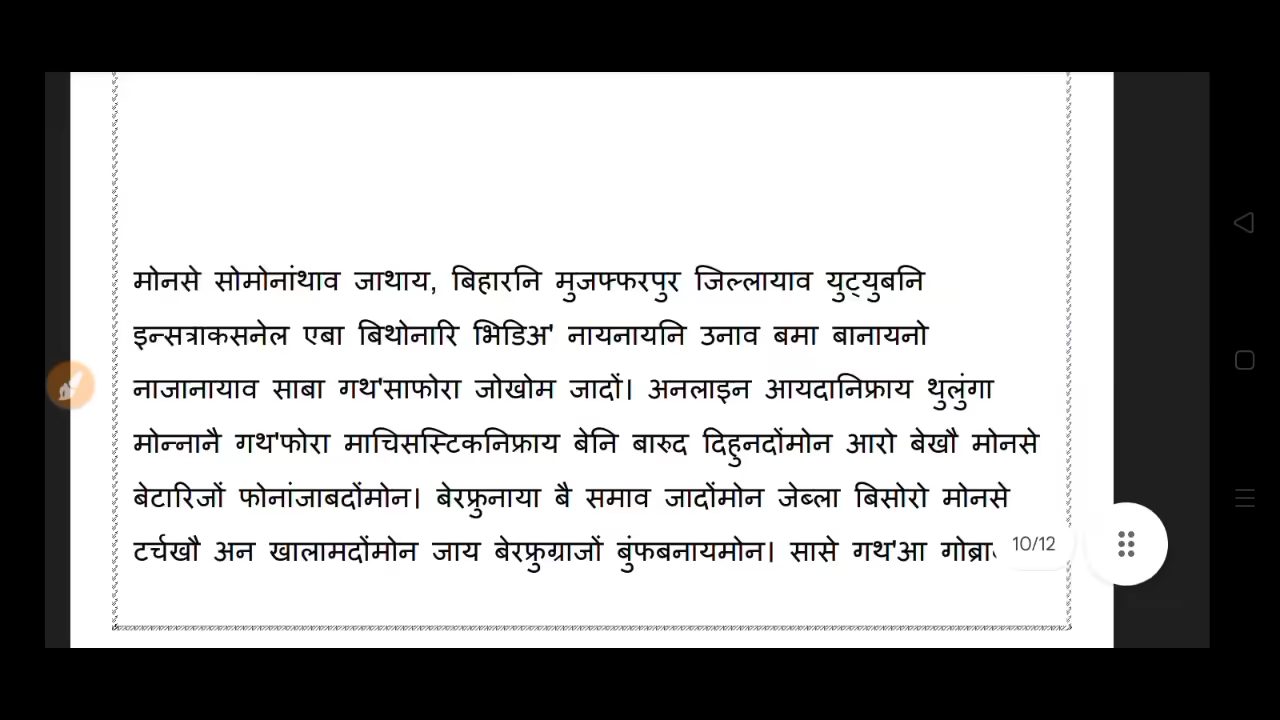 मोनसे सोमोनांथाव जाथाय, बिहारनि मुजफ्फरपुर जिल्लायाव युट्युबनि
इन्सत्राकसनेल एबा बिथोनारि भिडिअ' नायनायनि उनाव बमा बानायनो
नाजानायाव साबा गथ'साफोरा जोखोम जादों। अनलाइन आयदानिफ्राय थुलुंगा
मोन्नानै गथ'फोरा माचिसस्टिकनिफ्राय बेनि बारुद दिहुनदोंमोन आरो बेखौ मोनसे
बेटारिजों फोनांजाबदोंमोन। बेरफ्रुनाया बै समाव जादोंमोन जेब्ला बिसोरो मोनसे
टर्चखौ अन खालामदोंमोन जाय बेरफ्रुग्राजों बुंफबनायमोन। सासे गथ'आ
10/12